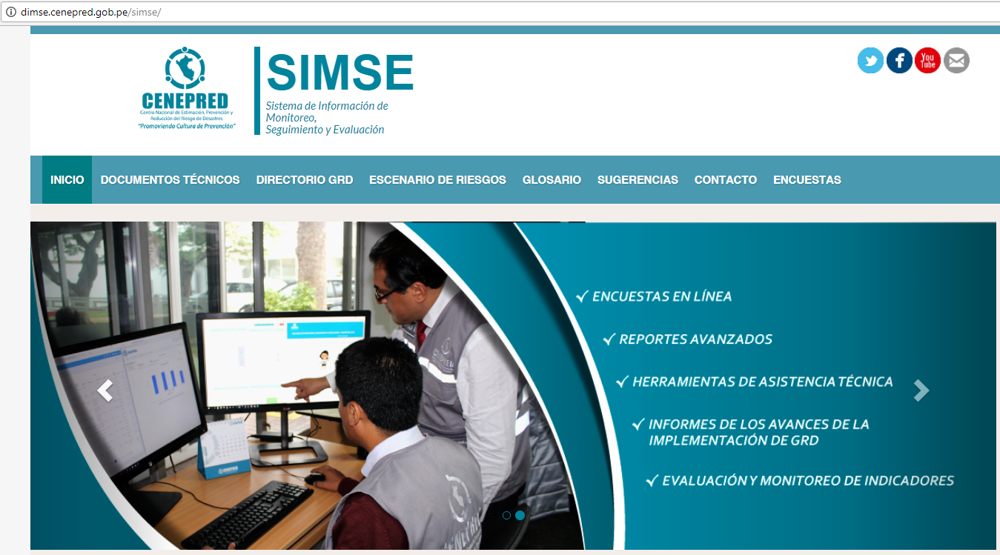 dimse.cenepred.gob.pe/simse/
CENEPRED
Centro Nacional de Estimación, Prevención y
Reducción del Riesgo de Desastres
"Promoviendo Cultura de Prevención"
SIMSE
Sistema de Información de
Monitoreo,
Seguimiento y Evaluación
You
Tube
INICIO DOCUMENTOS TÉCNICOS DIRECTORIO GRD ESCENARIO DE RIESGOS GLOSARIO SUGERENCIAS CONTACTO ENCUESTAS
ENCUESTAS EN LÍNEA
REPORTES AVANZADOS
HERRAMIENTAS DE ASISTENCIA TÉCNICA
INFORMES DE LOS AVANCES DE LA
IMPLEMENTACIÓN DE GRD
EVALUACIÓN Y MONITOREO DE INDICADORES